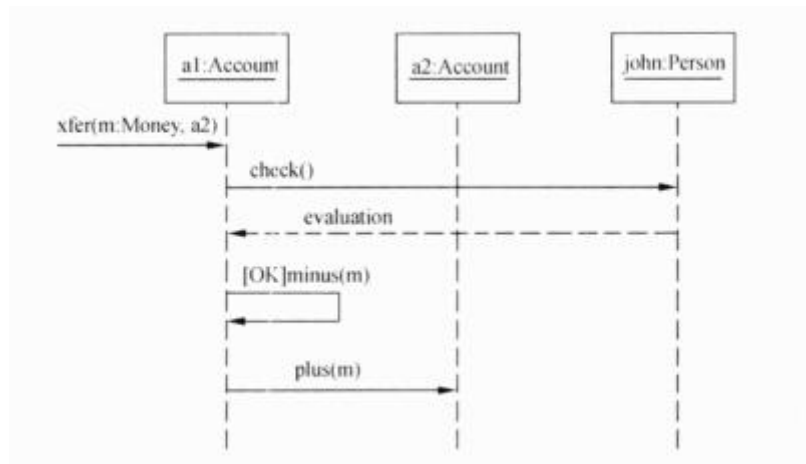 a1:Account
a2:Account
john:Person
xfer(m:Money, a2)
check()
evaluation
[OK]minus(m)
plus(m)